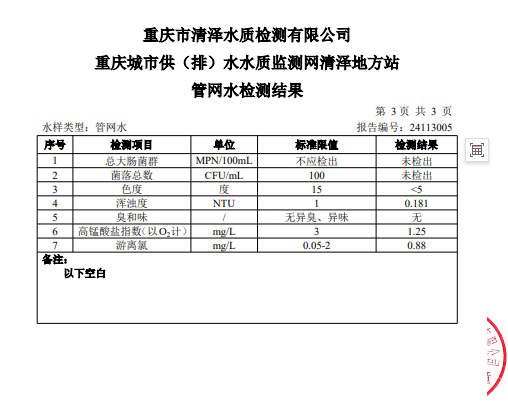 重庆市清泽水质检测有限公司
重庆城市供（排）水水质监测网清泽地方站
管网水检测结果
第 3页 共 3 页
水样类型：管网水 报告编号：24113005
序号 检测项目 单位 标准限值 检测结果
1 总大肠菌群 MPN/100mL 不应检出 未检出
2 菌落总数 CFU/mL 100 未检出
3 色度 度 15 <5
4 浑浊度 NTU 1 0.181
5 臭和味 / 无异臭、异味 无
6 高锰酸盐指数（以O₂计） mg/L 3 1.25
7 游离氯 mg/L 0.05-2 0.88
备注：
以下空白